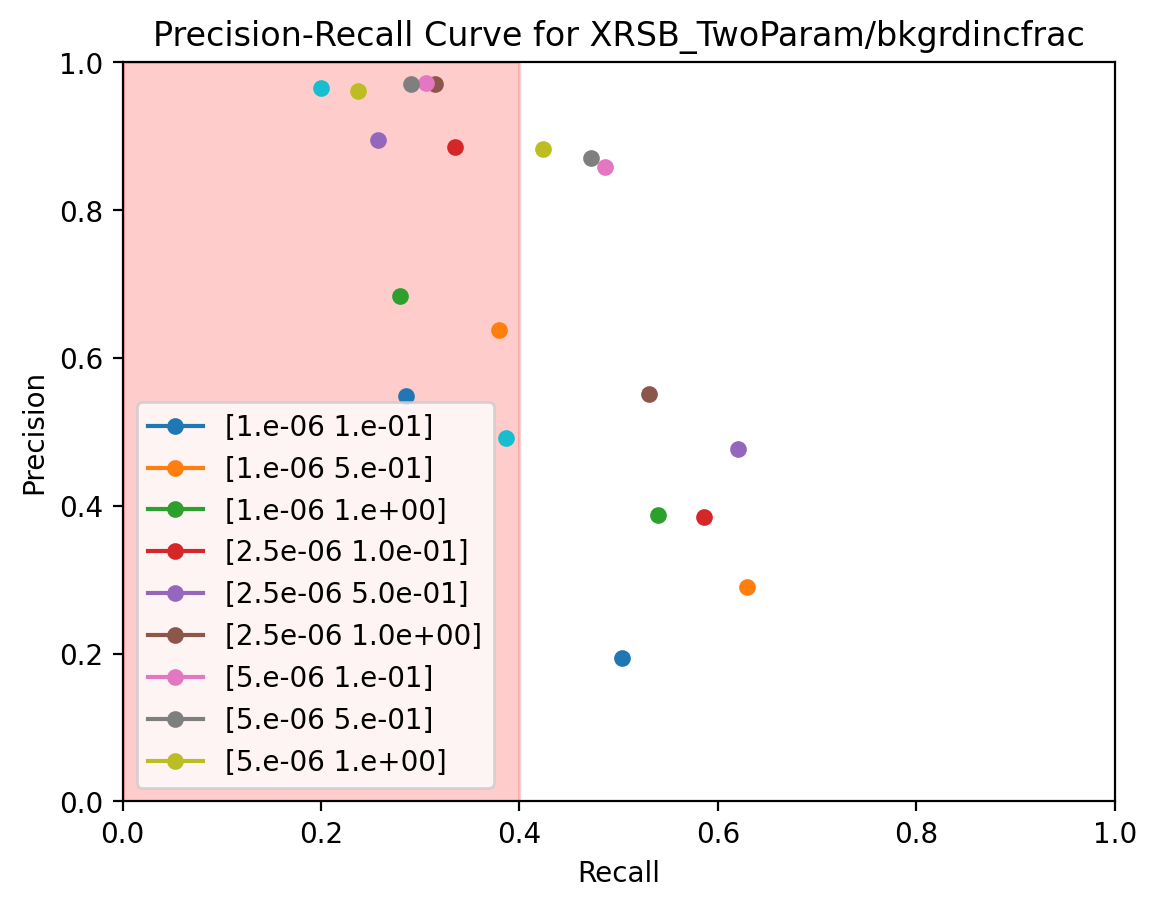 Precision-Recall Curve for XRSB_TwoParam/bkgrdincfrac
1.0
0.8
0.6
0.4
0.2
0.0
Precision
[1.e-06 1.e-01]
[1.e-06 5.e-01]
[1.e-06 1.e+00]
[2.5e-06 1.0e-01]
[2.5e-06 5.0e-01]
[2.5e-06 1.0e+00]
[5.e-06 1.e-01]
[5.e-06 5.e-01]
[5.e-06 1.e+00]
0.0 0.2 0.4 0.6 0.8 1.0
Recall